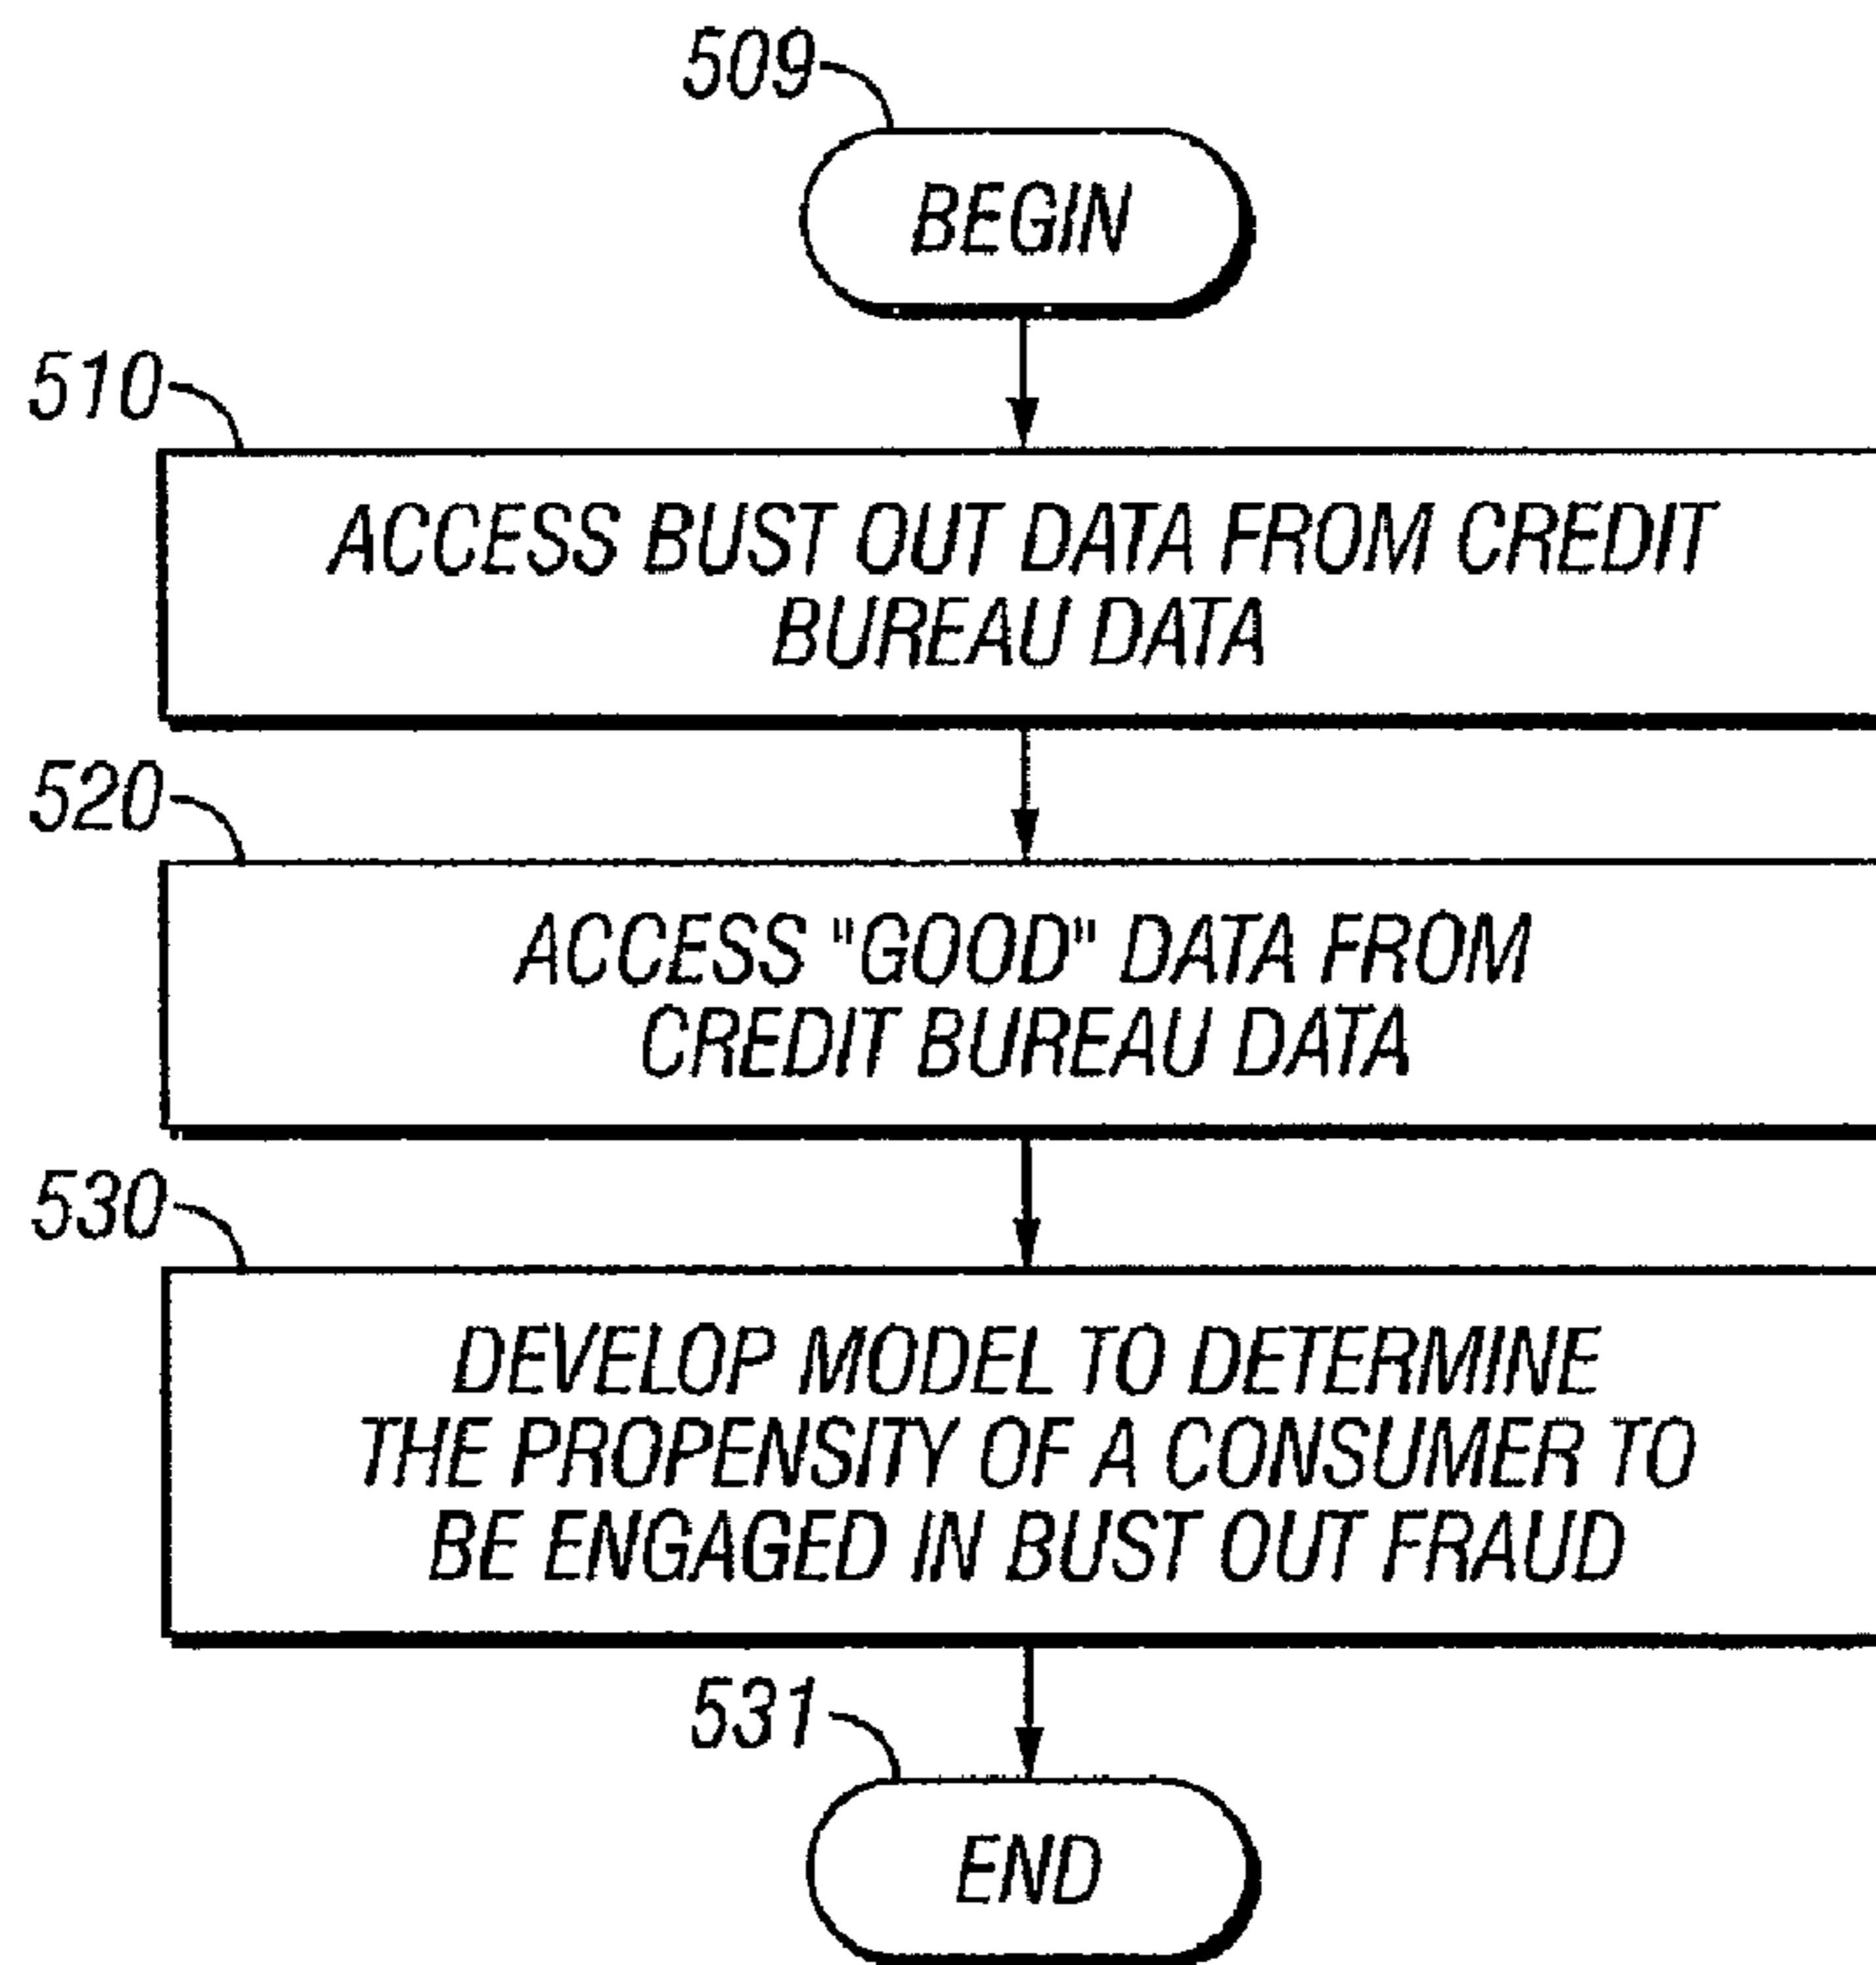 509
BEGIN
510
ACCESS BUST OUT DATA FROM CREDIT
BUREAU DATA
520
ACCESS "GOOD" DATA FROM
CREDIT BUREAU DATA
530
DEVELOP MODEL TO DETERMINE
THE PROPENSITY OF A CONSUMER TO
BE ENGAGED IN BUST OUT FRAUD
531
END